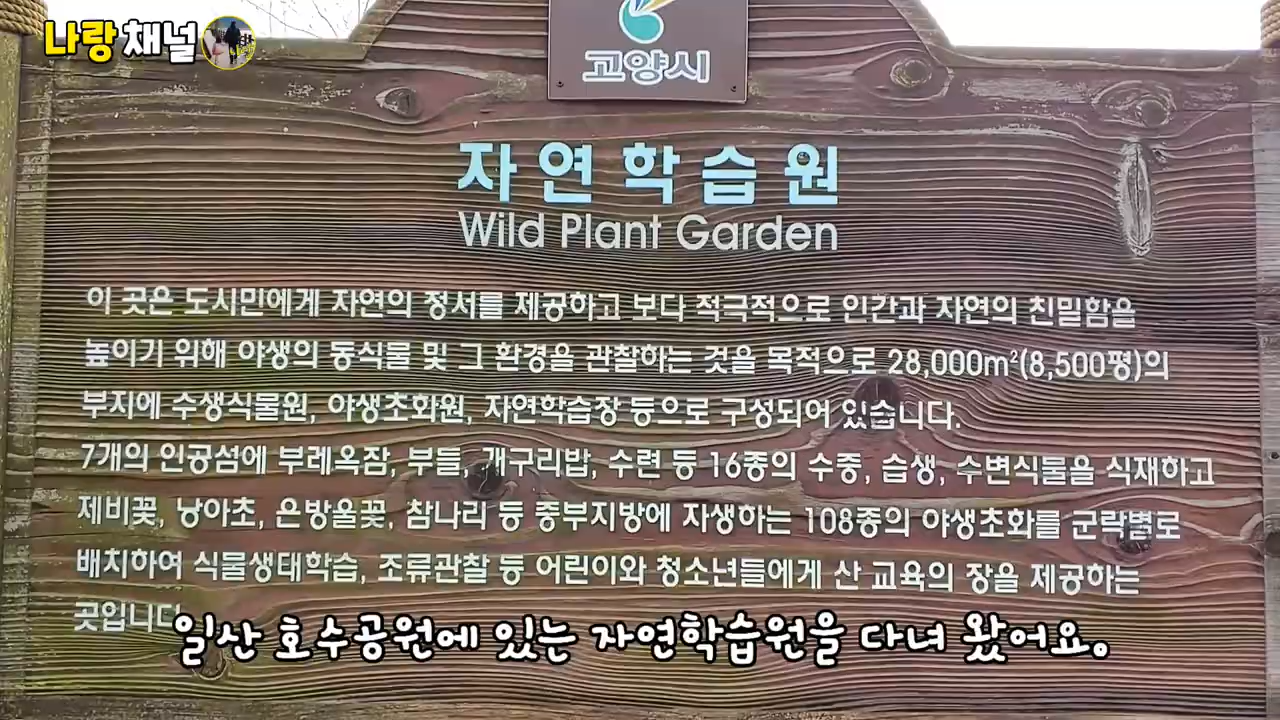 나랑채널
고양시
자연학습원
Wild Plant Garden
이 곳은 도시민에게 자연의 정서를 제공하고 보다 적극적으로 인간과 자연의 친밀함을
높이기 위해 야생의 동식물 및 그 환경을 관찰하는 것을 목적으로 28,000m²(8,500평)의
부지에 수생식물원, 야생초화원, 자연학습장 등으로 구성되어 있습니다.
7개의 인공섬에 부레옥잠, 부들, 개구리밥, 수련 등 16종의 수중, 습생, 수변식물을 식재하고
제비꽃, 낭아초, 은방울꽃, 참나리 등 중부지방에 자생하는 108종의 야생초화를 군락별로
배치하여 식물생태학습, 조류관찰 등 어린이와 청소년들에게 산 교육의 장을 제공하는
곳입니다
일산 호수공원에 있는 자연학습원을 다녀 왔어요.